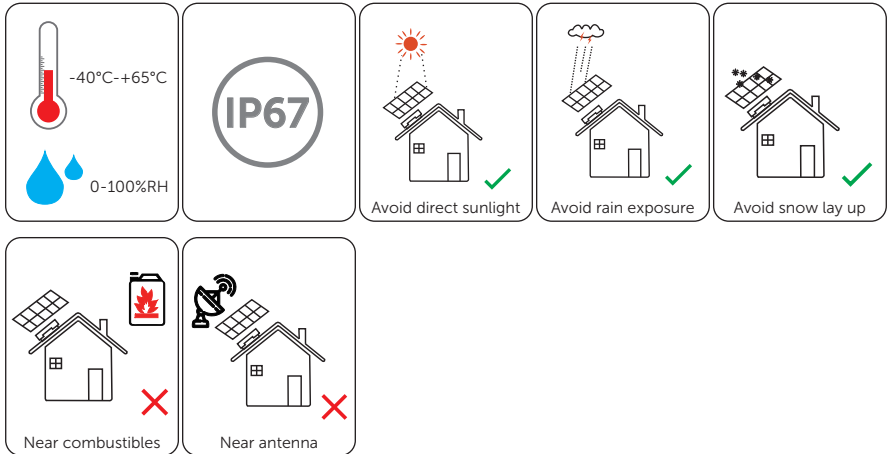 -40°C-+65°C
0-100%RH
IP67
Avoid direct sunlight
Avoid rain exposure
Avoid snow lay up
Near combustibles
Near antenna